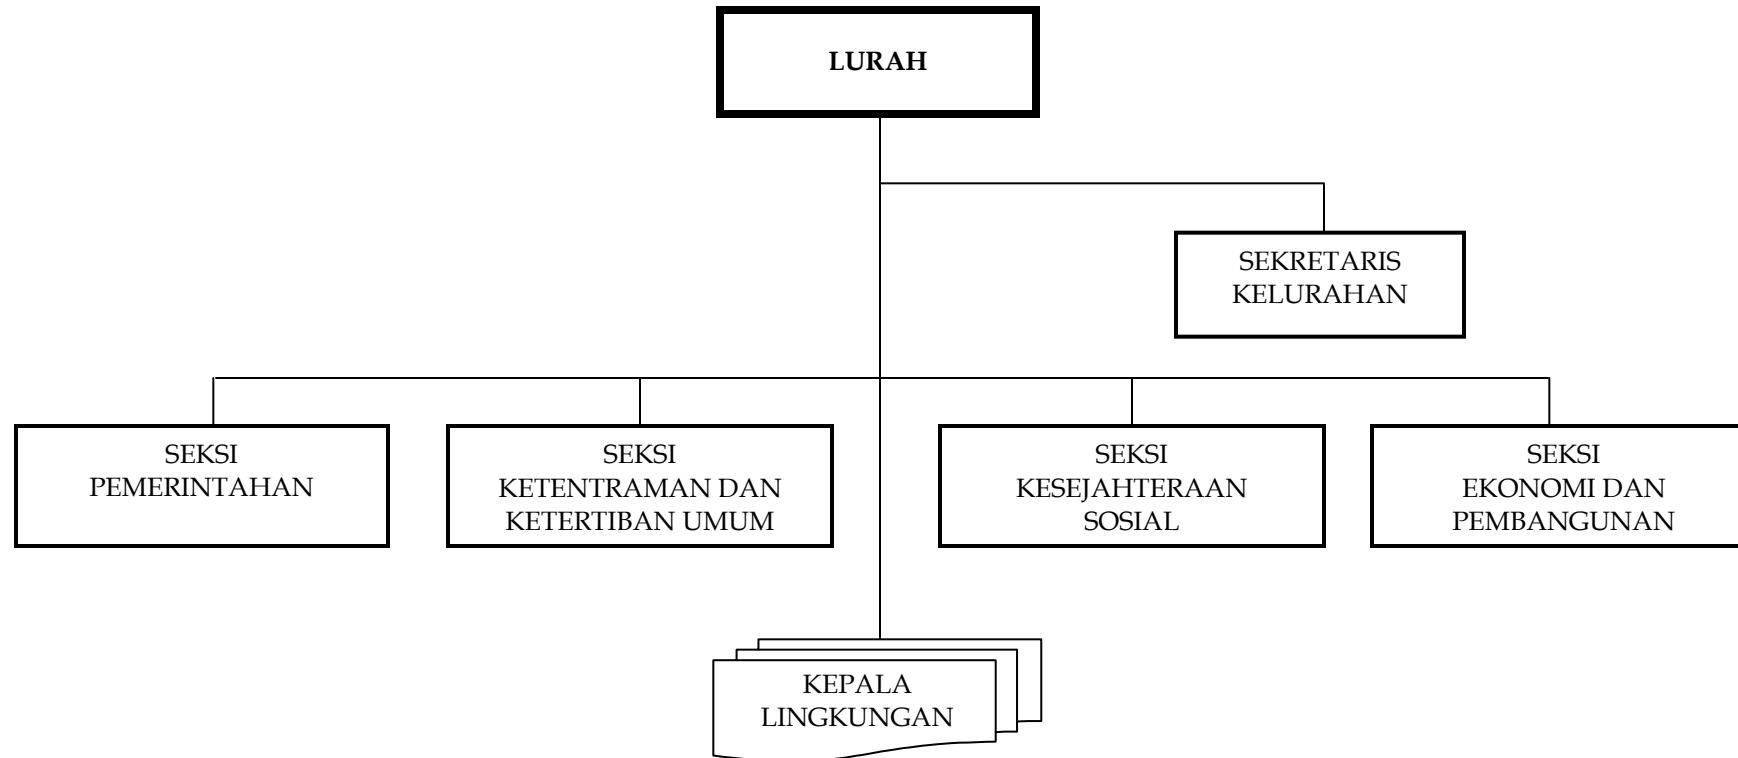 LURAH
SEKRETARIS
KELURAHAN
SEKSI
PEMERINTAHAN
SEKSI
KETENTRAMAN DAN
KETERTIBAN UMUM
SEKSI
KESEJAHTERAAN
SOSIAL
SEKSI
EKONOMI DAN
PEMBANGUNAN
KEPALA
LINGKUNGAN